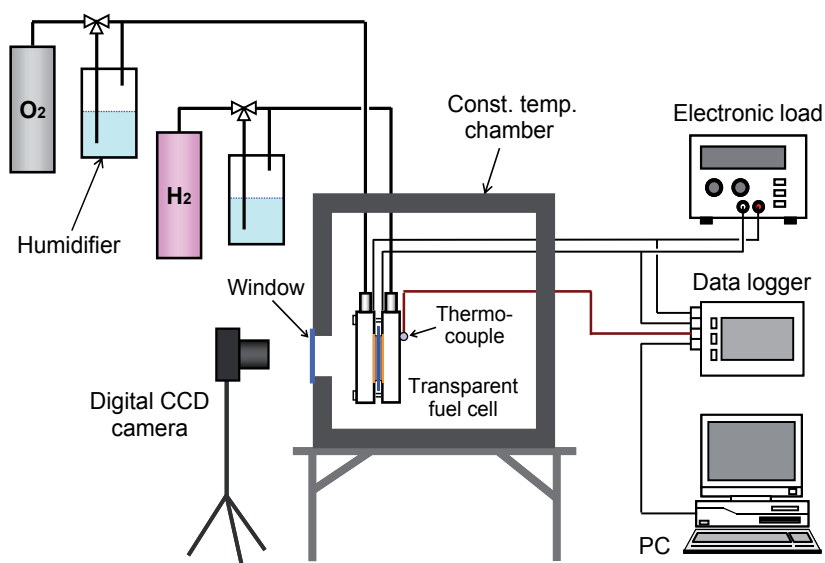 O2
H2
Humidifier
Const. temp.
chamber
Electronic load
Window
Thermo-
couple
Data logger
Digital CCD
camera
Transparent
fuel cell
PC